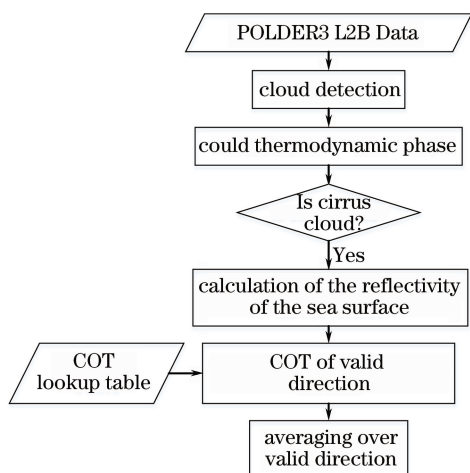 POLDER3 L2B Data
cloud detection
could thermodynamic phase
Is cirrus
cloud?
Yes
calculation of the reflectivity
of the sea surface
COT
lookup table
COT of valid
direction
averaging over
valid direction